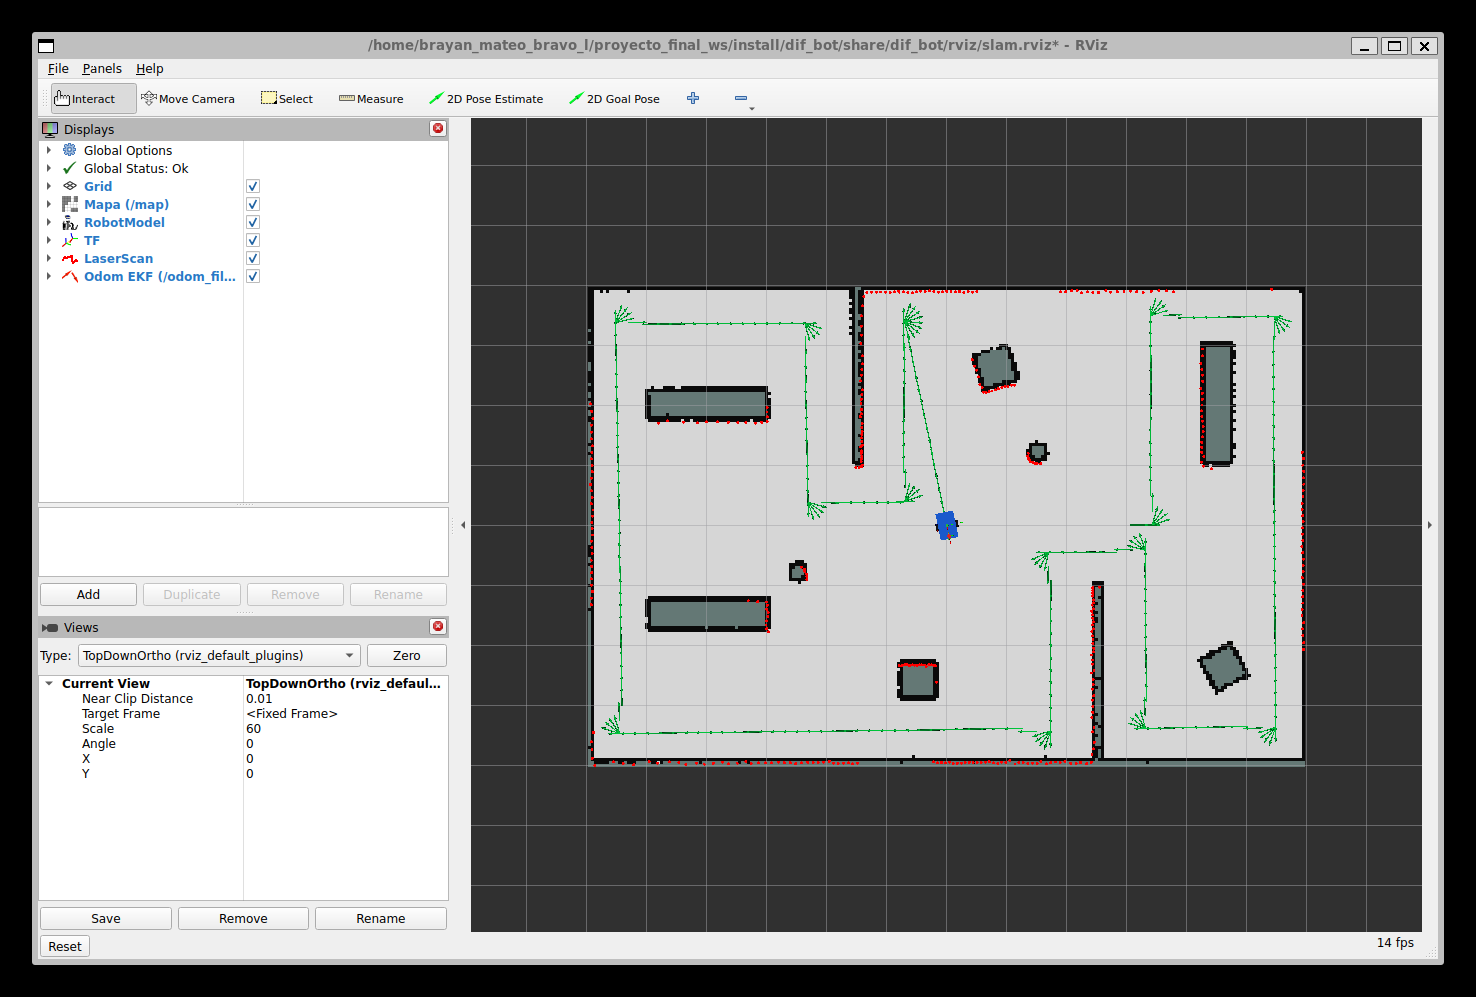 /home/brayan_mateo_bravo_l/proyecto_final_ws/install/dif_bot/share/dif_bot/rviz/slam.rviz* - RViz
File Panels Help
Interact Move Camera Select Measure 2D Pose Estimate 2D Goal Pose
Displays
Global Options
Global Status: Ok
Grid
Mapa (/map)
RobotModel
TF
LaserScan
Odom EKF (/odom_fil...
Add Duplicate Remove Rename
Views
Type: TopDownOrtho (rviz_default_plugins) Zero
Current View TopDownOrtho (rviz_defaul...
Near Clip Distance 0.01
Target Frame <Fixed Frame>
Scale 60
Angle 0
X 0
Y 0
Save Remove Rename
Reset
14 fps